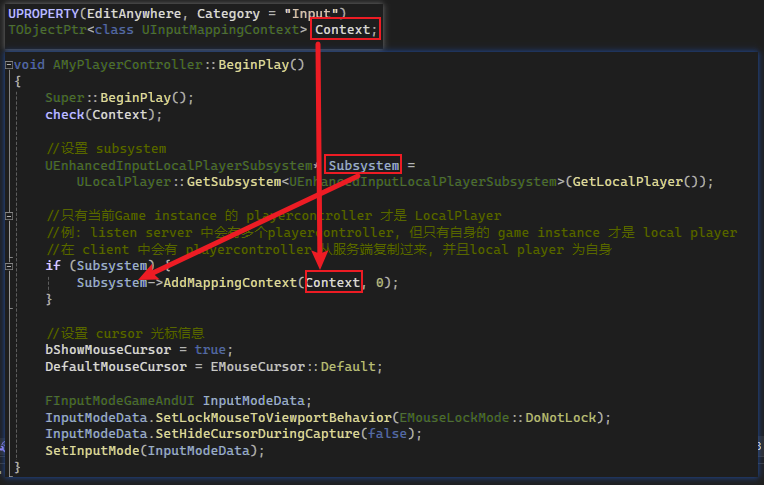 UPROPERTY(EditAnywhere, Category = "Input")
TObjectPtr<class UInputMappingContext> Context;
void AMyPlayerController::BeginPlay()
{
Super::BeginPlay();
check(Context);
//设置 subsystem
UEnhancedInputLocalPlayerSubsystem* Subsystem =
ULocalPlayer::GetSubsystem<UEnhancedInputLocalPlayerSubsystem>(GetLocalPlayer());
//只有当前Game instance 的 playercontroller 才是 LocalPlayer
//例: listen server 中会有多个playercontroller, 但只有自身的 game instance 才是 local player
//在 client 中会有 playercontroller 从服务端复制过来, 并且local player 为自身
if (Subsystem) {
Subsystem->AddMappingContext(Context, 0);
}
//设置 cursor 光标信息
bShowMouseCursor = true;
DefaultMouseCursor = EMouseCursor::Default;
FInputModeGameAndUI InputModeData;
InputModeData.SetLockMouseToViewportBehavior(EMouseLockMode::DoNotLock);
InputModeData.SetHideCursorDuringCapture(false);
SetInputMode(InputModeData);
}